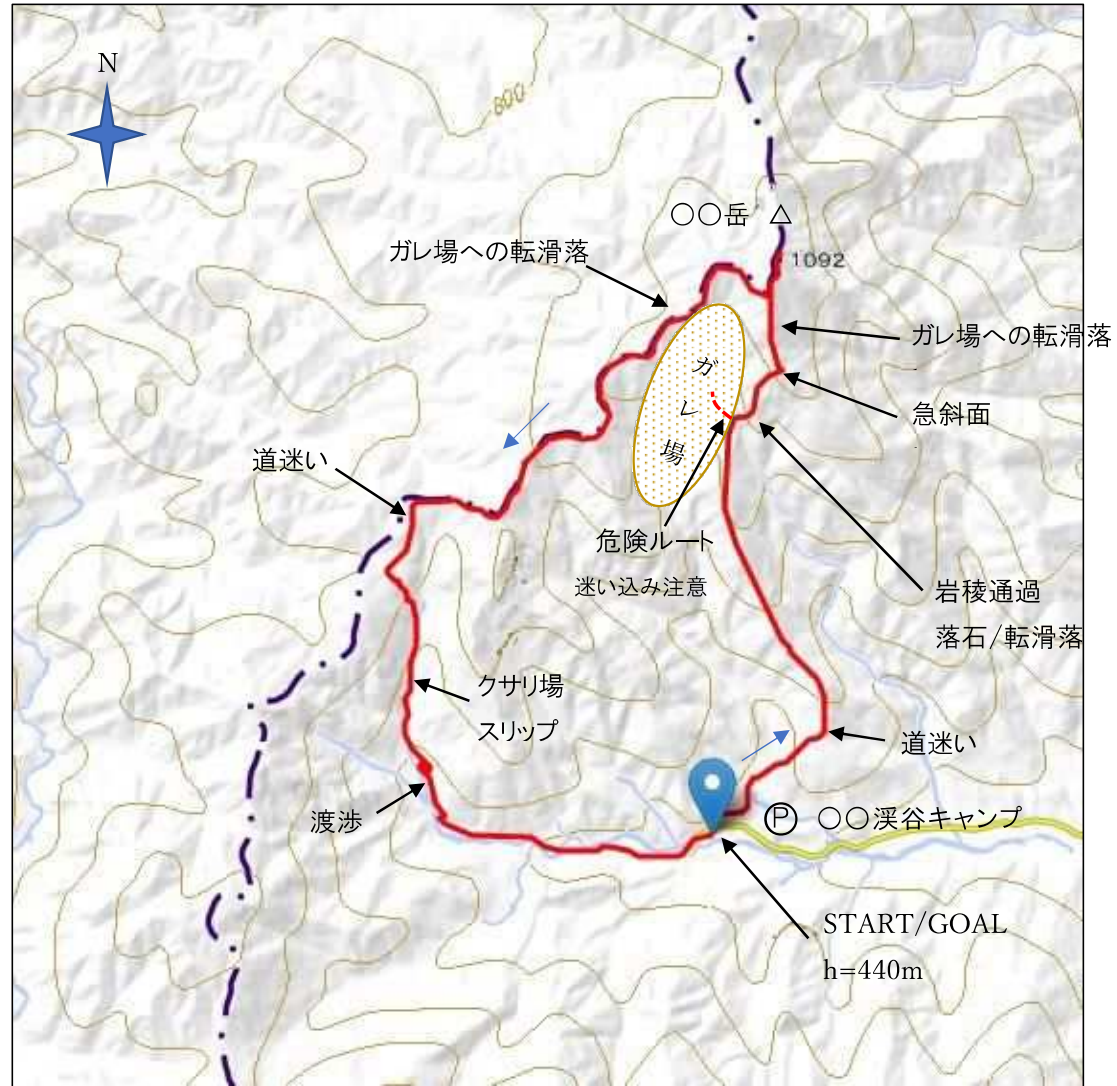 N
800
○○岳 △
1092
ガレ場への転滑落
ガレ場への転滑落
ガレ場
急斜面
道迷い
危険ルート
迷い込み注意
岩稜通過
落石/転滑落
クサリ場
スリップ
道迷い
渡渉
P ○○渓谷キャンプ
START/GOAL
h=440m